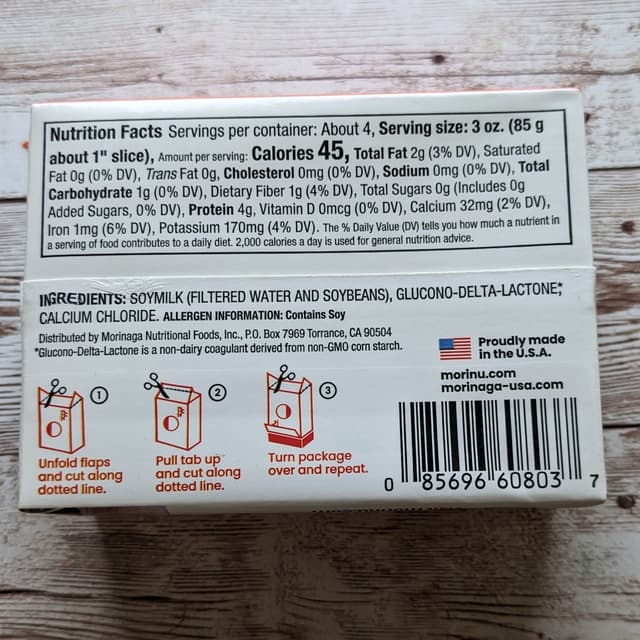 Nutrition Facts Servings per container: About 4, Serving size: 3 oz. (85 g
about 1" slice), Amount per serving: Calories 45, Total Fat 2g (3% DV), Saturated
Fat 0g (0% DV), Trans Fat 0g, Cholesterol 0mg (0% DV), Sodium 0mg (0% DV), Total
Carbohydrate 1g (0% DV), Dietary Fiber 1g (4% DV), Total Sugars 0g (Includes 0g
Added Sugars, 0% DV), Protein 4g, Vitamin D 0mcg (0% DV), Calcium 32mg (2% DV),
Iron 1mg (6% DV), Potassium 170mg (4% DV). The % Daily Value (DV) tells you how much a nutrient in
a serving of food contributes to a daily diet. 2,000 calories a day is used for general nutrition advice.
INGREDIENTS: SOYMILK (FILTERED WATER AND SOYBEANS), GLUCONO-DELTA-LACTONE,*
CALCIUM CHLORIDE. ALLERGEN INFORMATION: Contains Soy
Distributed by Morinaga Nutritional Foods, Inc., P.O. Box 7969 Torrance, CA 90504
*Glucono-Delta-Lactone is a non-dairy coagulant derived from non-GMO corn starch.
Proudly made
in the U.S.A.
morinu.com
morinaga-usa.com
1
Unfold flaps
and cut along
dotted line.
2
Pull tab up
and cut along
dotted line.
3
Turn package
over and repeat.
0 85696 60803 7